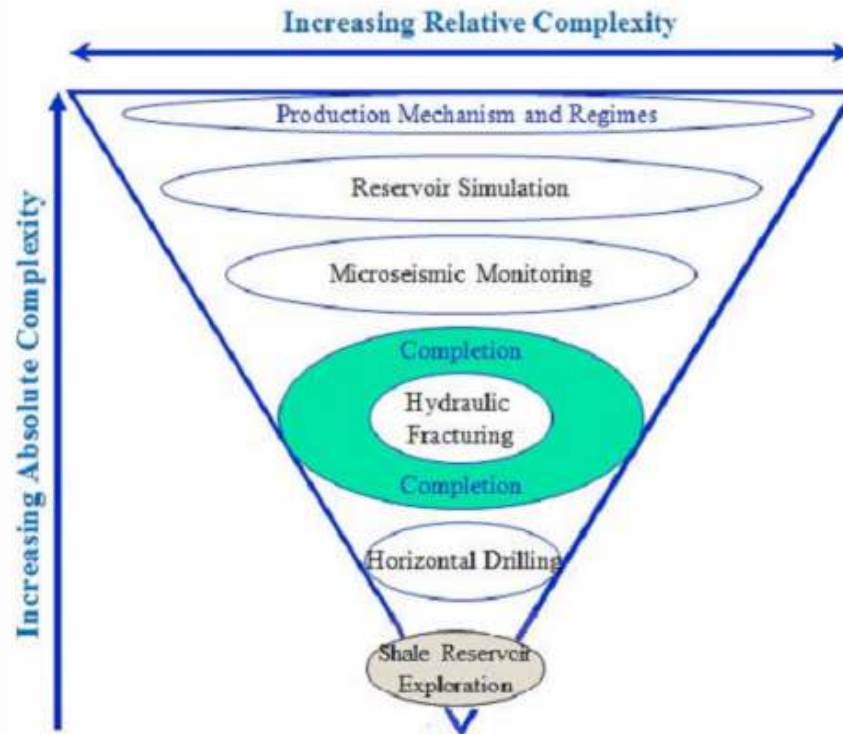 Increasing Relative Complexity
Increasing Absolute Complexity
Production Mechanism and Regimes
Reservoir Simulation
Microseismic Monitoring
Completion
Hydraulic
Fracturing
Completion
Horizontal Drilling
Shale Reservoir
Exploration